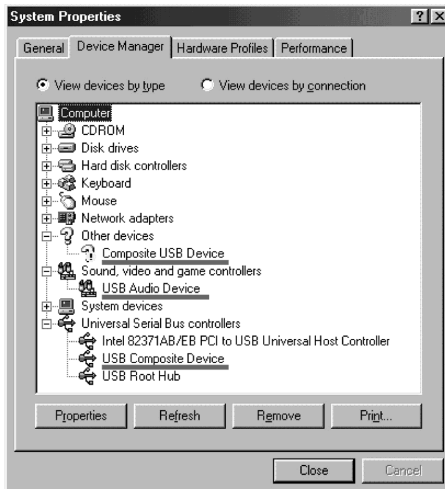 System Properties
General Device Manager Hardware Profiles Performance
View devices by type View devices by connection
Computer
CDROM
Disk drives
Hard disk controllers
Keyboard
Mouse
Network adapters
Other devices
Composite USB Device
Sound, video and game controllers
USB Audio Device
System devices
Universal Serial Bus controllers
Intel 82371AB/EB PCI to USB Universal Host Controller
USB Composite Device
USB Root Hub
Properties Refresh Remove Print...
Close Cancel